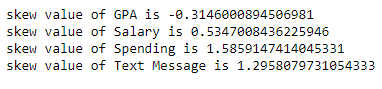 skew value of GPA is -0.3146000894506981
skew value of Salary is 0.5347008436225946
skew value of Spending is 1.5859147414045331
skew value of Text Message is 1.2958079731054333